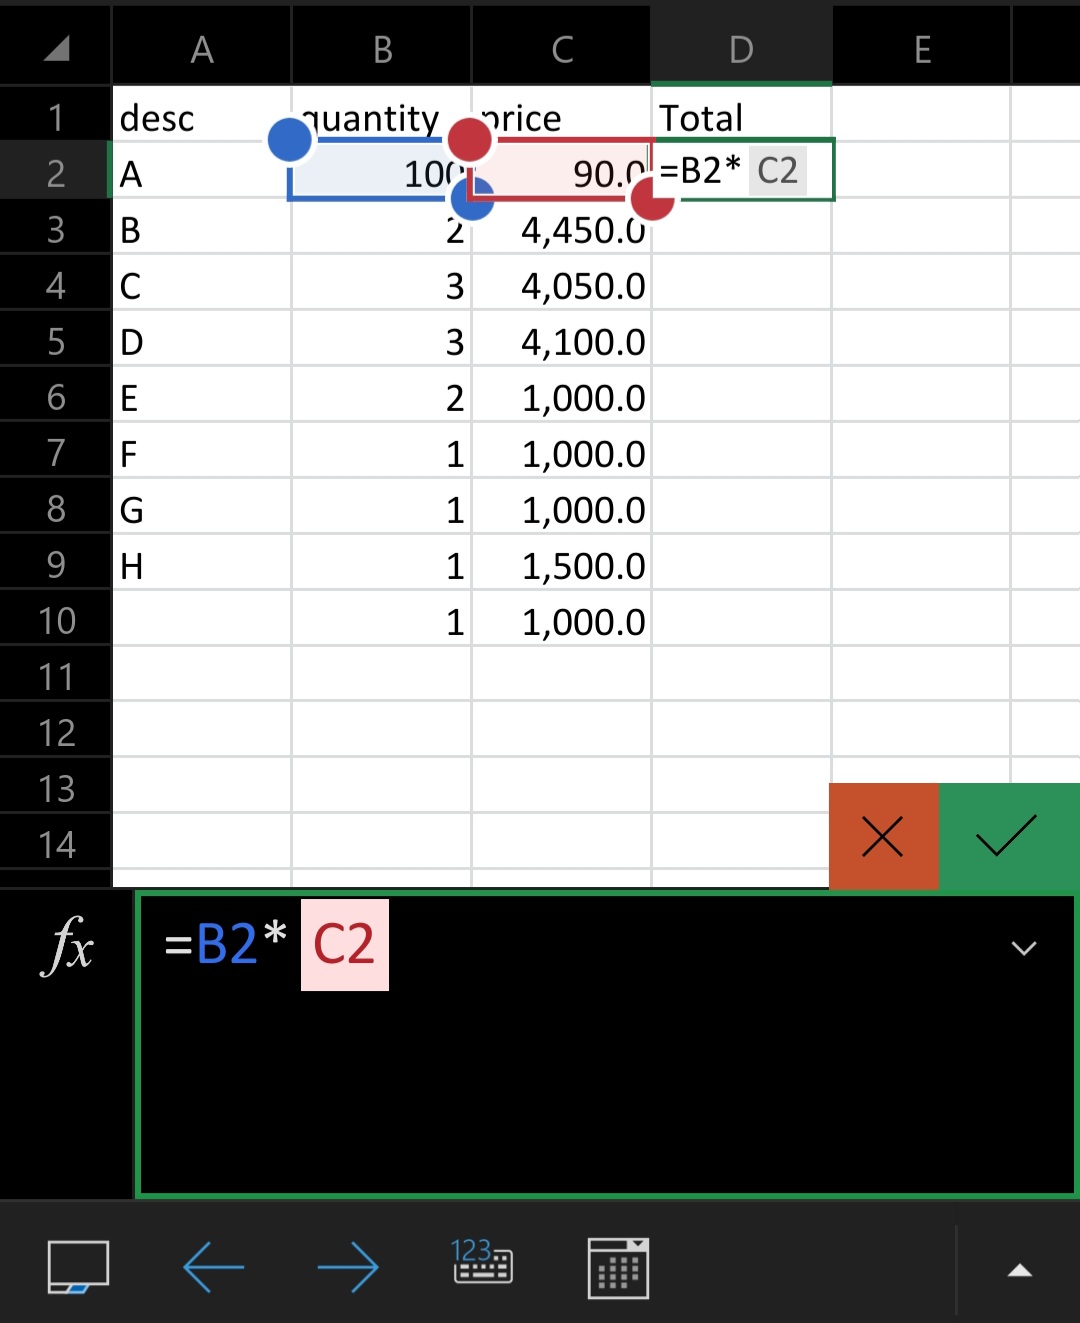 A B C D E
1 desc quantity price Total
2 A 100 90.0 =B2* C2
3 B 2 4,450.0
4 C 3 4,050.0
5 D 3 4,100.0
6 E 2 1,000.0
7 F 1 1,000.0
8 G 1 1,000.0
9 H 1 1,500.0
10 1 1,000.0
11
12
13
14
fx =B2* C2
123